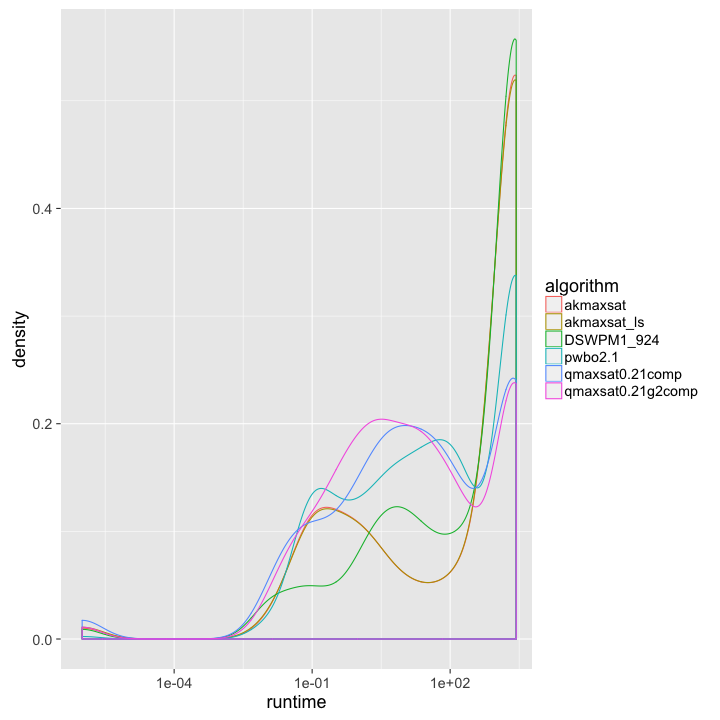 density
0.4
0.2
0.0
1e-04 1e-01 1e+02
runtime
algorithm
akmaxsat
akmaxsat_ls
DSWPM1_924
pwbo2.1
qmaxsat0.21comp
qmaxsat0.21g2comp